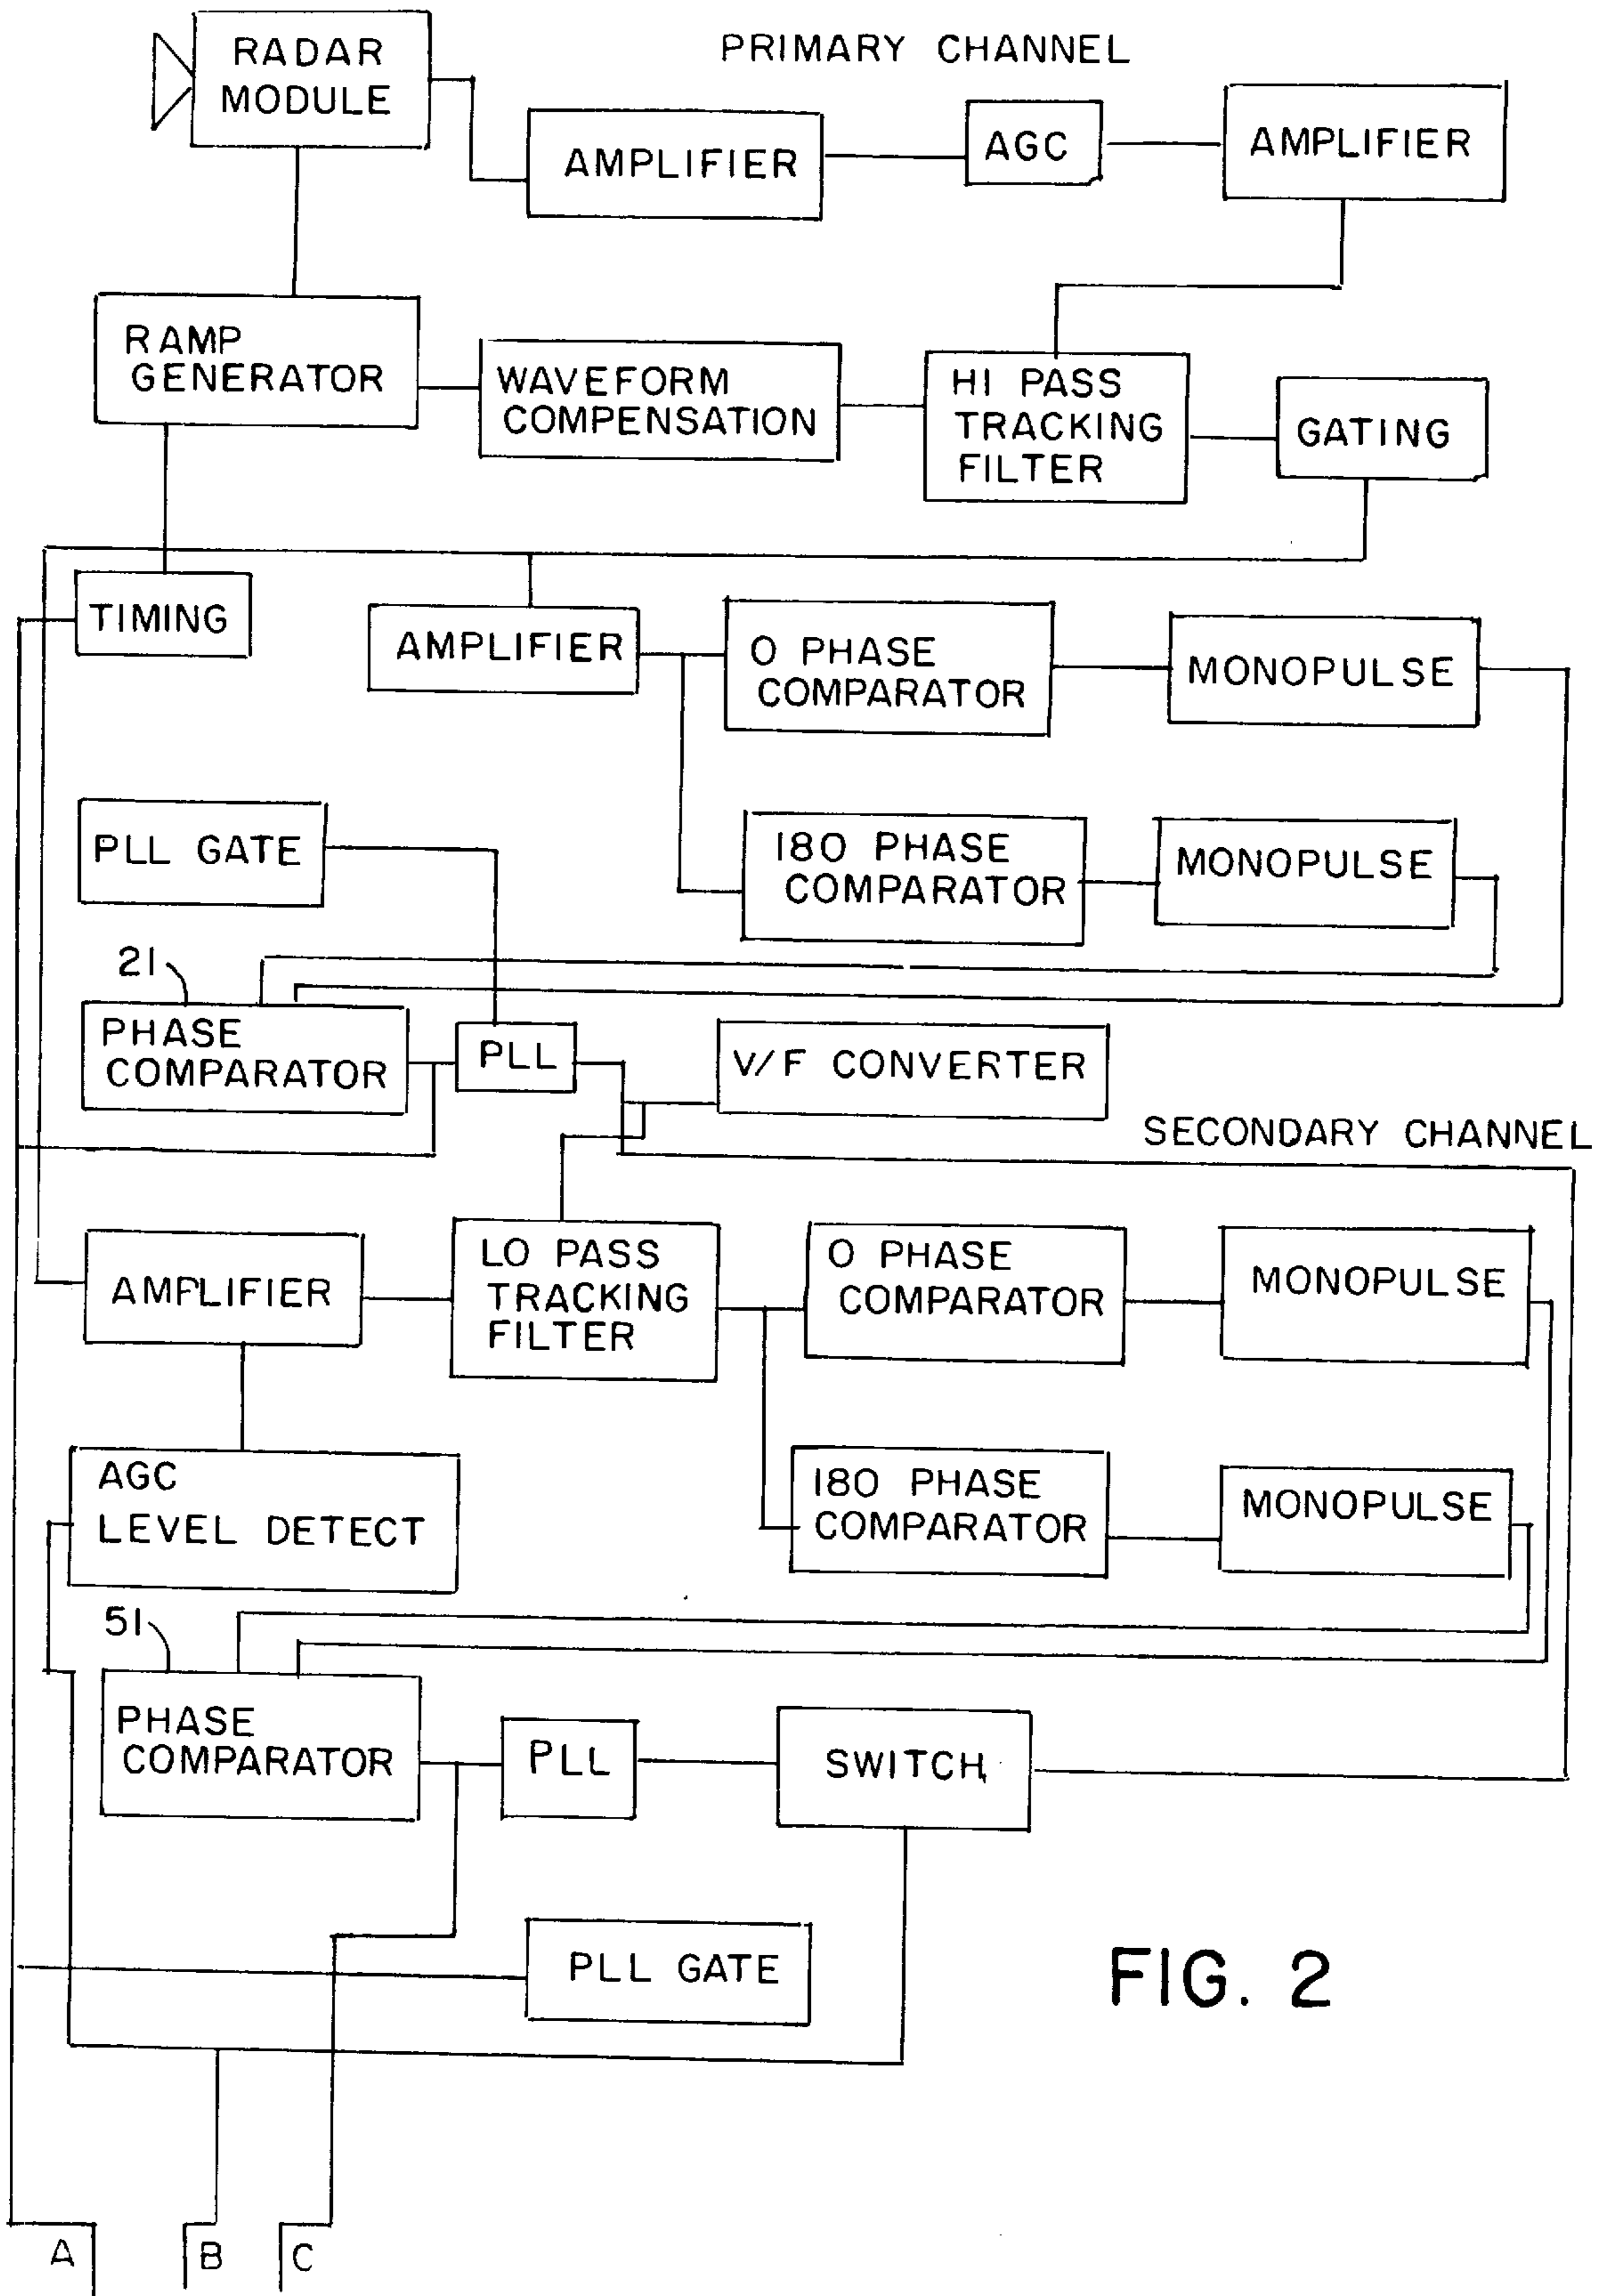 RADAR
MODULE
PRIMARY CHANNEL
AMPLIFIER
AGC
AMPLIFIER
RAMP
GENERATOR
WAVEFORM
COMPENSATION
HI PASS
TRACKING
FILTER
GATING
TIMING
AMPLIFIER
O PHASE
COMPARATOR
MONOPULSE
PLL GATE
180 PHASE
COMPARATOR
MONOPULSE
21
PHASE
COMPARATOR
PLL
V/F CONVERTER
SECONDARY CHANNEL
AMPLIFIER
LO PASS
TRACKING
FILTER
O PHASE
COMPARATOR
MONOPULSE
AGC
LEVEL DETECT
180 PHASE
COMPARATOR
MONOPULSE
51
PHASE
COMPARATOR
PLL
SWITCH
PLL GATE
FIG. 2
A
B
C